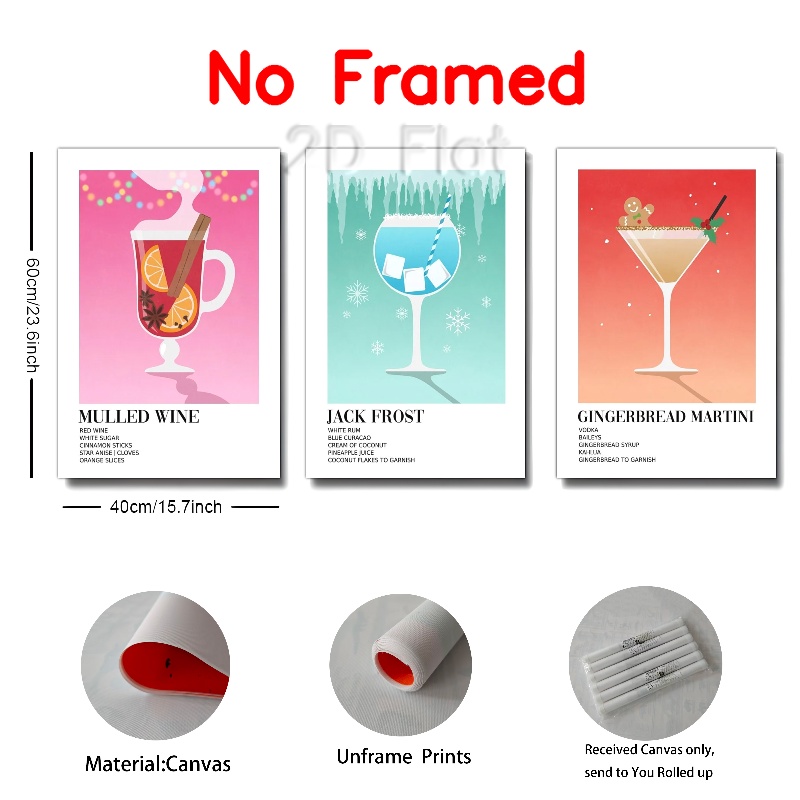 No Framed
2D Flat
60cm/23.6inch
MULLED WINE
RED WINE
WHITE SUGAR
CINNAMON STICKS
STAR ANISE | CLOVES
ORANGE SLICES
JACK FROST
WHITE RUM
BLUE CURACAO
CREAM OF COCONUT
PINEAPPLE JUICE
COCONUT FLAKES TO GARNISH
GINGERBREAD MARTINI
VODKA
BAILEYS
GINGERBREAD SYRUP
KAHLUA
GINGERBREAD TO GARNISH
40cm/15.7inch
Material:Canvas
Unframe Prints
Received Canvas only,
send to You Rolled up